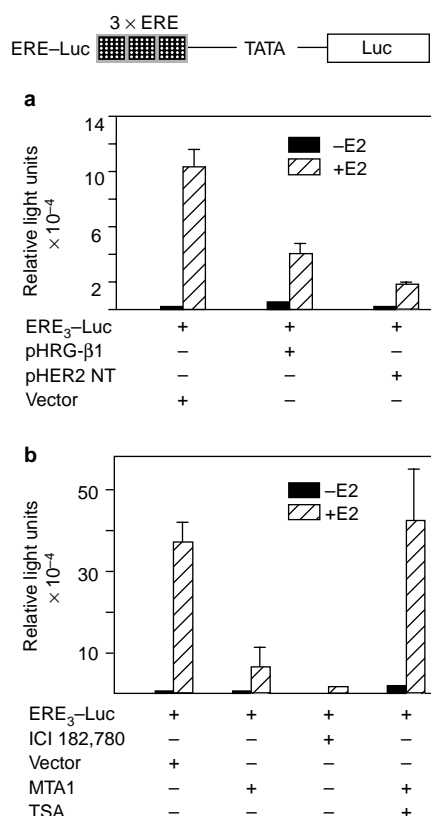 3 × ERE
ERE–Luc TATA Luc
a
14
10
6
2
Relative light units
× 10⁻⁴
–E2
+E2
ERE₃–Luc + + +
pHRG-β1 – + –
pHER2 NT – – +
Vector + – –
b
50
30
10
Relative light units
× 10⁻⁴
–E2
+E2
ERE₃–Luc + + + +
ICI 182,780 – – + –
Vector + – – –
MTA1 – + – +
TSA – – – +